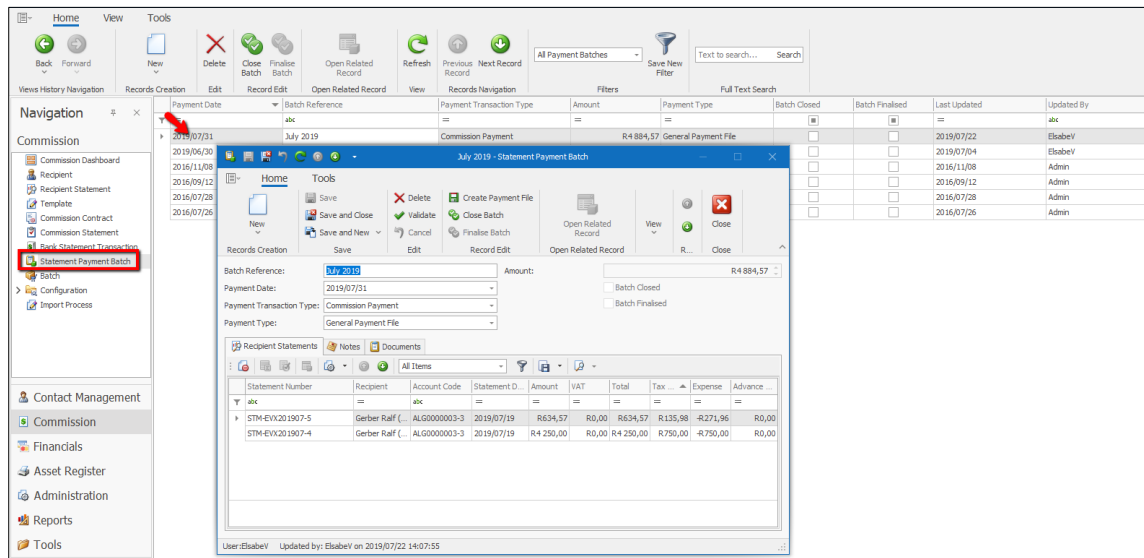 Home View Tools
Back Forward New Delete Close Batch Finalise Batch Open Related Record Refresh Previous Record Next Record All Payment Batches Save New Filter Text to search... Search
Views History Navigation Records Creation Edit Record Edit Open Related Record View Records Navigation Filters Full Text Search
Navigation
Commission
Commission Dashboard
Recipient
Recipient Statement
Template
Commission Contract
Commission Statement
Bank Statement Transaction
Statement Payment Batch
Batch
Configuration
Import Process
Contact Management
Commission
Financials
Asset Register
Administration
Reports
Tools
Payment Date Batch Reference Payment Transaction Type Amount Payment Type Batch Closed Batch Finalised Last Updated Updated By
= abc = = = = abc
2019/07/31 July 2019 Commission Payment R4 884,57 General Payment File 2019/07/22 ElsabeV
2019/06/30 2019/07/04 ElsabeV
2016/11/08 2016/11/08 Admin
2016/09/12 2016/09/12 Admin
2016/07/28 2016/07/28 Admin
2016/07/26 2016/07/26 Admin
July 2019 - Statement Payment Batch
Home Tools
New Save Delete Create Payment File Open Related Record View Close
Save and Close Validate Close Batch
Save and New Cancel Finalise Batch
Records Creation Save Edit Record Edit Open Related Record R... Close
Batch Reference: July 2019 Amount: R4 884,57
Payment Date: 2019/07/31 Batch Closed
Payment Transaction Type: Commission Payment Batch Finalised
Payment Type: General Payment File
Recipient Statements Notes Documents
All Items
Statement Number Recipient Account Code Statement D... Amount VAT Total Tax ... Expense Advance ...
abc = abc = = = = = = =
STM-EVX201907-5 Gerber Ralf (... ALG0000003-3 2019/07/19 R634,57 R0,00 R634,57 R135,98 -R271,96 R0,00
STM-EVX201907-4 Gerber Ralf (... ALG0000003-3 2019/07/19 R4 250,00 R0,00 R4 250,00 R750,00 -R750,00 R0,00
User:ElsabeV Updated by: ElsabeV on 2019/07/22 14:07:55